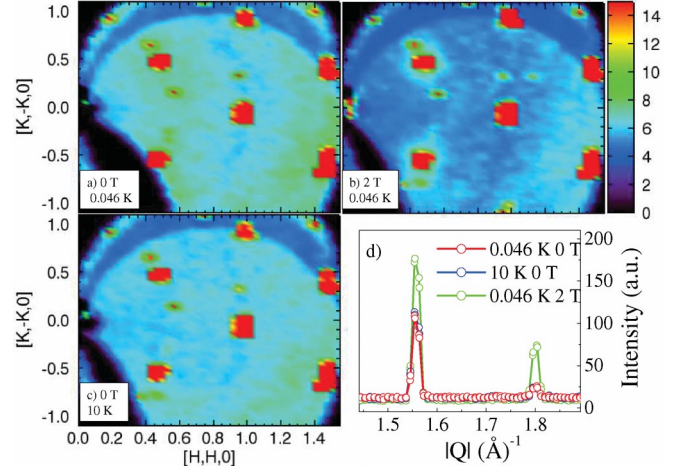 1.0
0.5
0.0
-0.5
-1.0
[K,-K,0]
a) 0 T
0.046 K
b) 2 T
0.046 K
14
12
10
8
6
4
2
0
1.0
0.5
0.0
-0.5
-1.0
[K,-K,0]
c) 0 T
10 K
0.0 0.2 0.4 0.6 0.8 1.0 1.2 1.4
[H,H,0]
d)
0.046 K 0 T
10 K 0 T
0.046 K 2 T
200
150
100
50
25
0
Intensity (a.u.)
1.5 1.6 1.7 1.8
|Q| (Å)-1